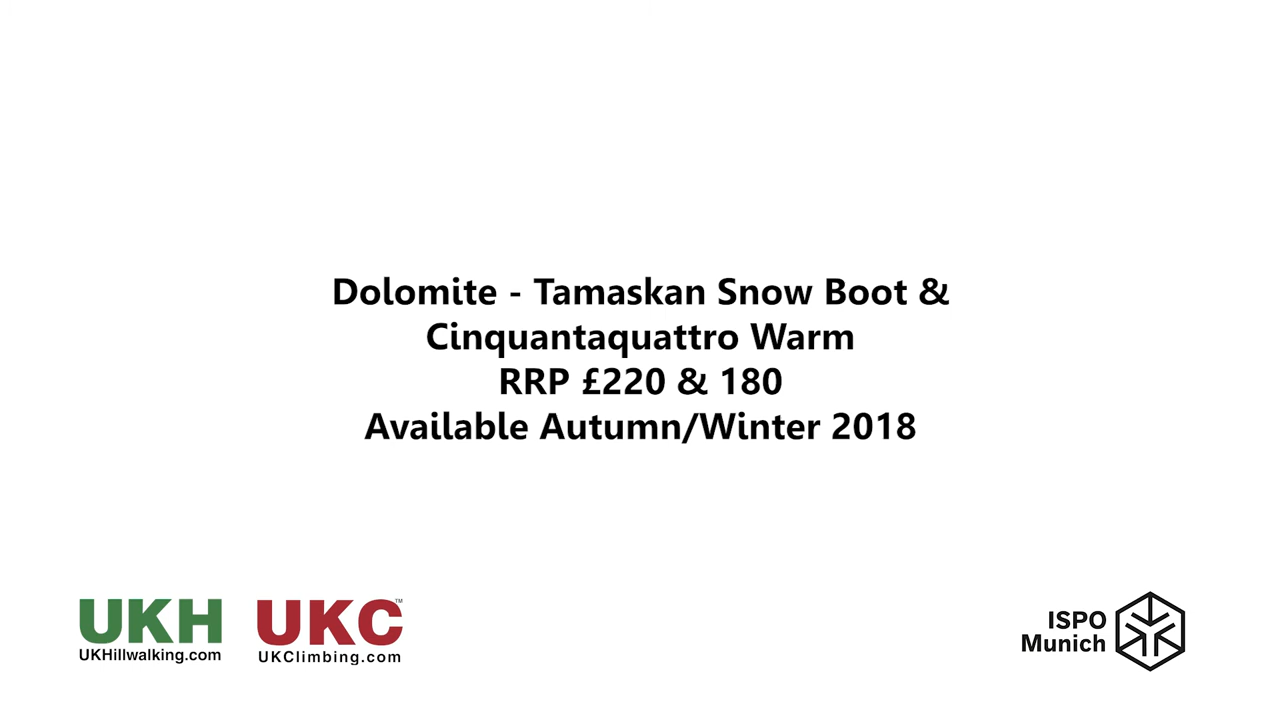 Dolomite - Tamaskan Snow Boot &
Cinquantaquattro Warm
RRP £220 & 180
Available Autumn/Winter 2018
UKH
UKHillwalking.com
UKC™
UKClimbing.com
ISPO
Munich